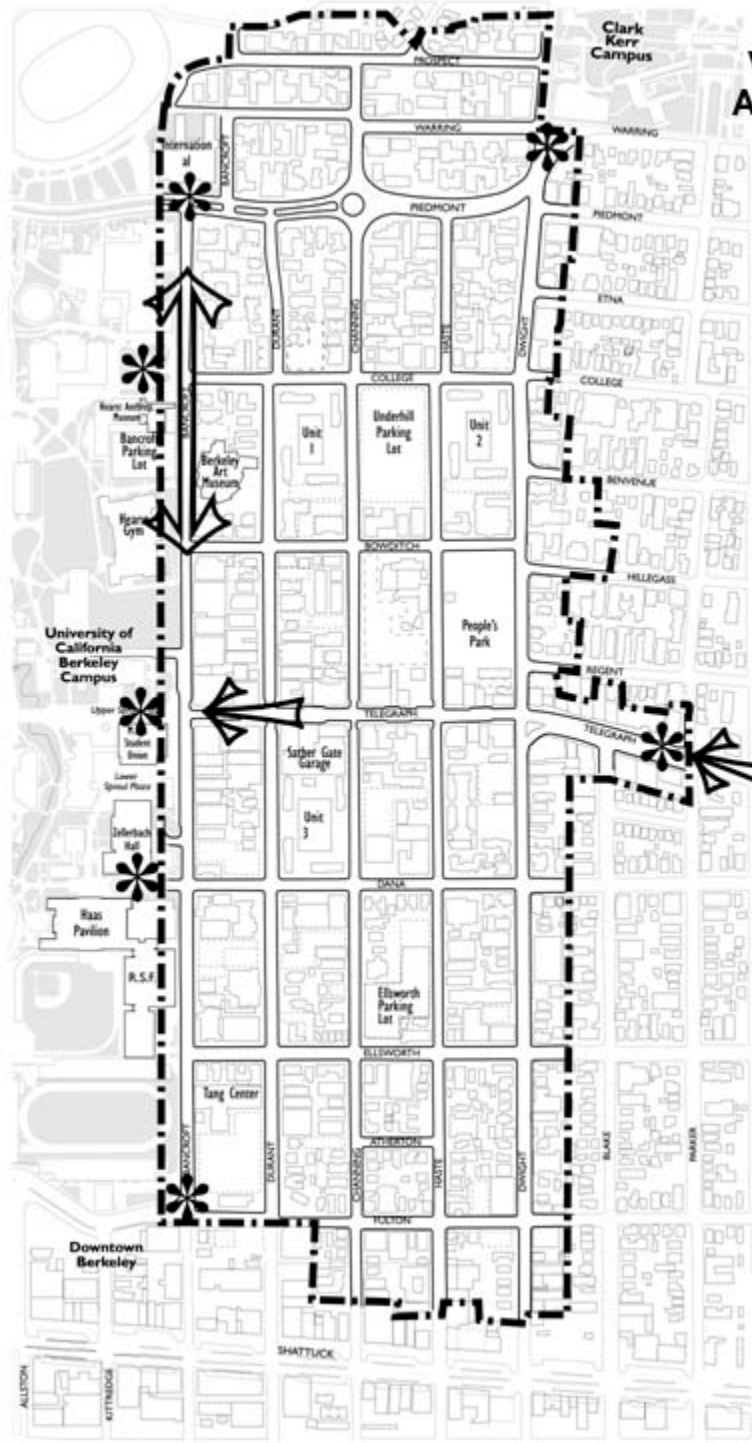 Clark
Kerr
Campus
PROSPECT
WARRING
WARRING
Internation
al
BANCROFT
PIEDMONT
PIEDMONT
ETNA
DURANT
CHANNING
HASTE
DWIGHT
COLLEGE
COLLEGE
Hearst Anthrop.
Museum
BANCROFT
Bancroft
Parking
Lot
Berkeley
Art
Museum
Unit
1
Underhill
Parking
Lot
Unit
2
BENVENUE
Hearst
Gym
BOWDITCH
HILLEGASS
University of
California
Berkeley
Campus
People's
Park
REGENT
Upper
TELEGRAPH
TELEGRAPH
Student
Union
Sather Gate
Garage
Lower
Sproul Plaza
Unit
3
Zellerbach
Hall
DANA
Haas
Pavilion
R.S.F.
Ellsworth
Parking
Lot
ELLSWORTH
Tang Center
BANCROFT
DURANT
CHANNING
ATHERTON
HASTE
DWIGHT
BLAKE
PARKER
FULTON
Downtown
Berkeley
SHATTUCK
ALLSTON
KITTREDGE